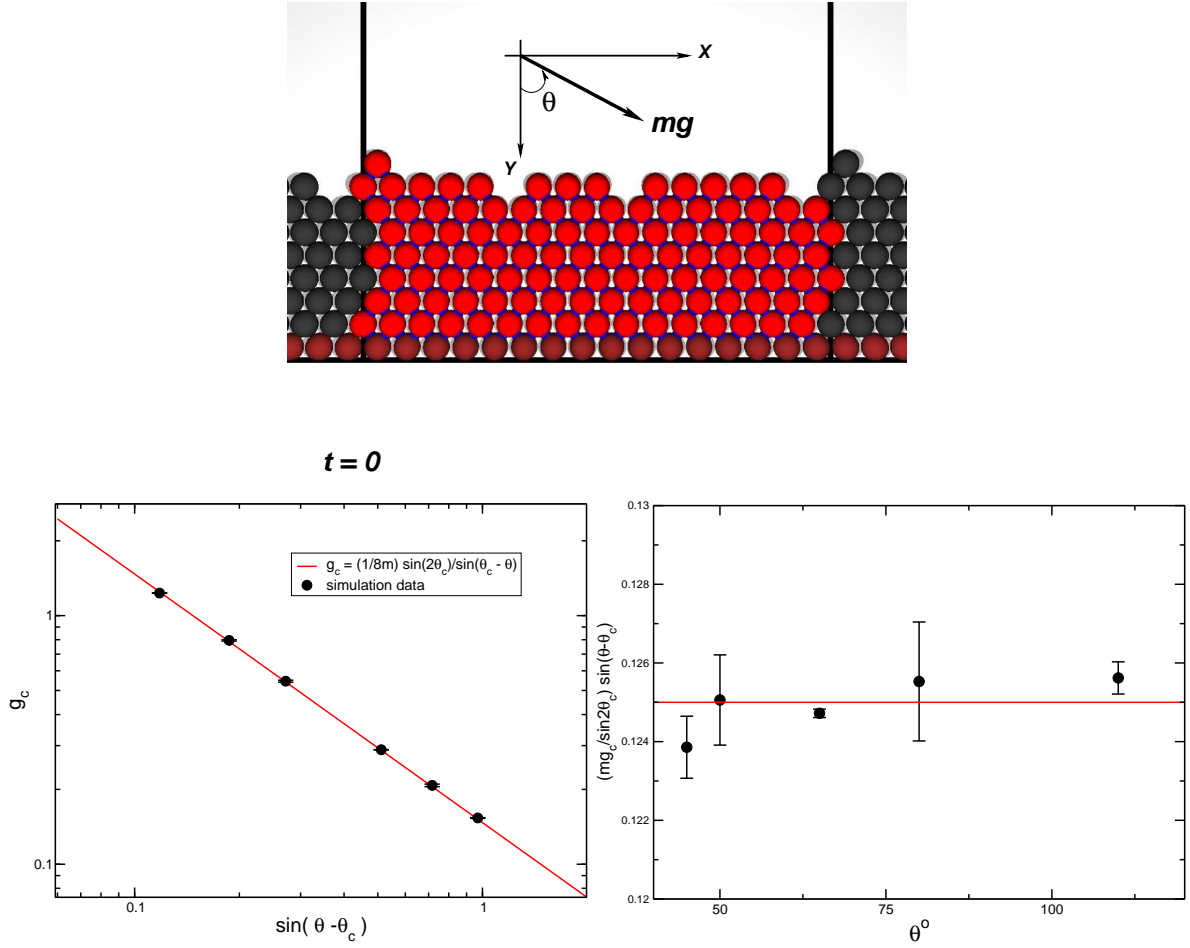 X
θ
mg
Y
t = 0
g_c = (1/8m) sin(2θ_c)/sin(θ_c - θ)
simulation data
1
0.1
g_c
0.1
1
sin( θ -θ_c)
0.13
0.128
0.126
0.124
0.122
0.12
(mg_c/sin2θ_c) sin(θ-θ_c)
50
75
100
θ^o